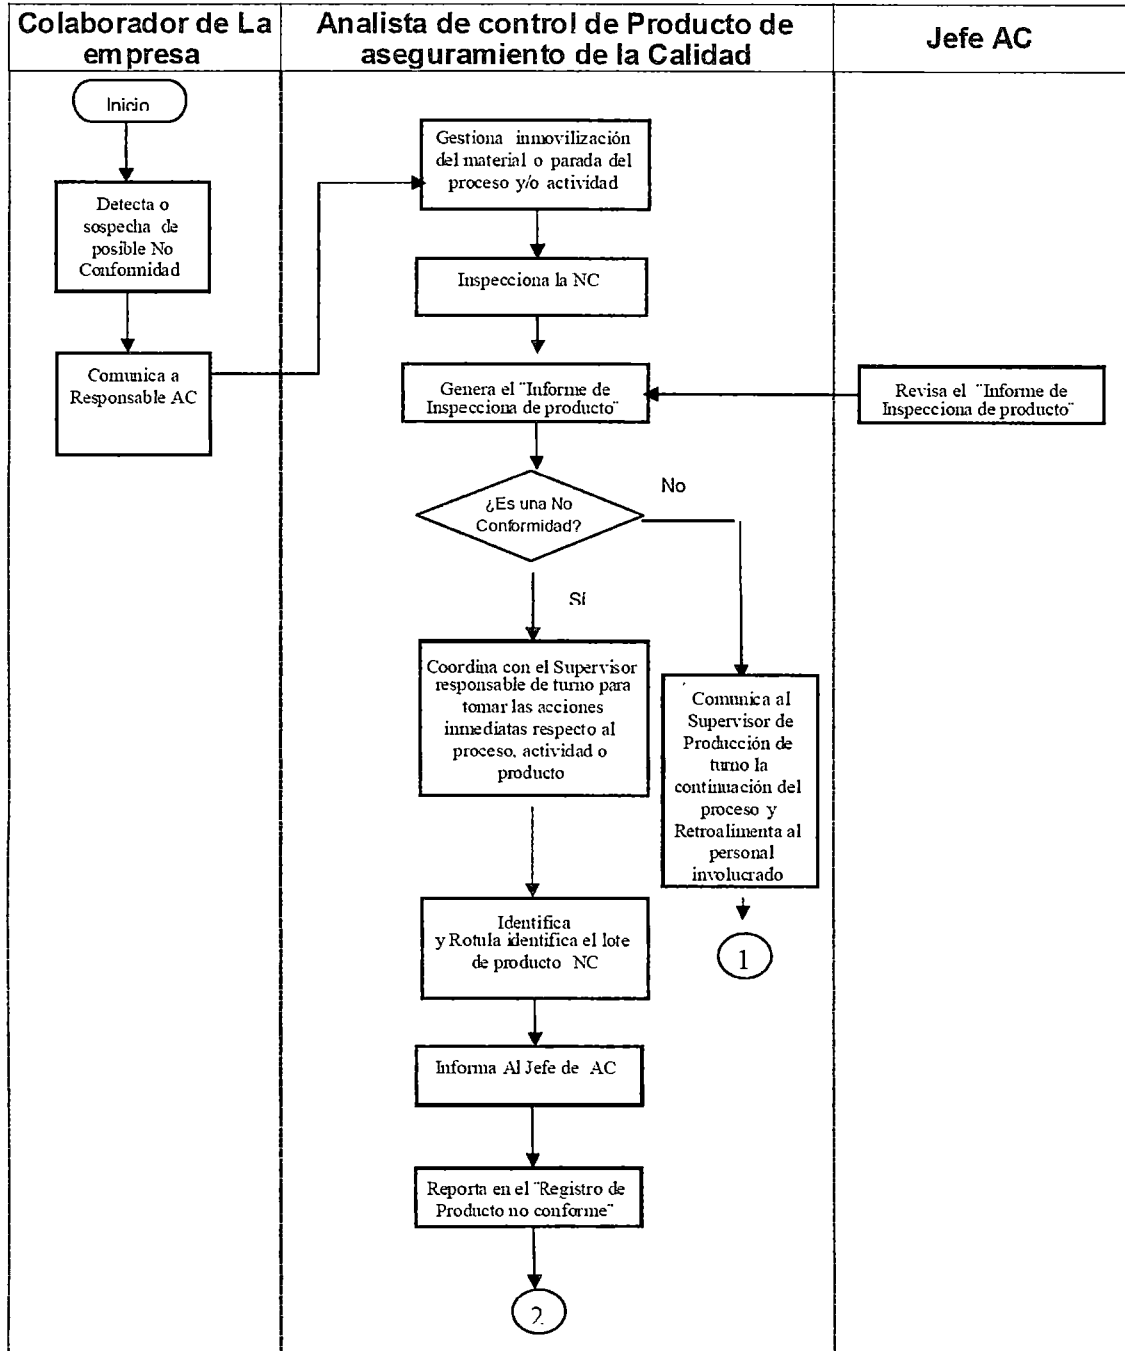 Colaborador de La
empresa
Analista de control de Producto de
aseguramiento de la Calidad
Jefe AC
Inicio
Detecta o
sospecha de
posible No
Conformidad
Comunica a
Responsable AC
Gestiona inmovilización
del material o parada del
proceso y/o actividad
Inspecciona la NC
Genera el ¨Informe de
Inspecciona de producto¨
Revisa el ¨Informe de
Inspecciona de producto¨
¿Es una No
Conformidad?
No
Sí
Coordina con el Supervisor
responsable de turno para
tomar las acciones
inmediatas respecto al
proceso, actividad o
producto
Comunica al
Supervisor de
Producción de
turno la
continuación del
proceso y
Retroalimenta al
personal
involucrado
1
Identifica
y Rotula identifica el lote
de producto NC
Informa Al Jefe de AC
Reporta en el ¨Registro de
Producto no conforme¨
2